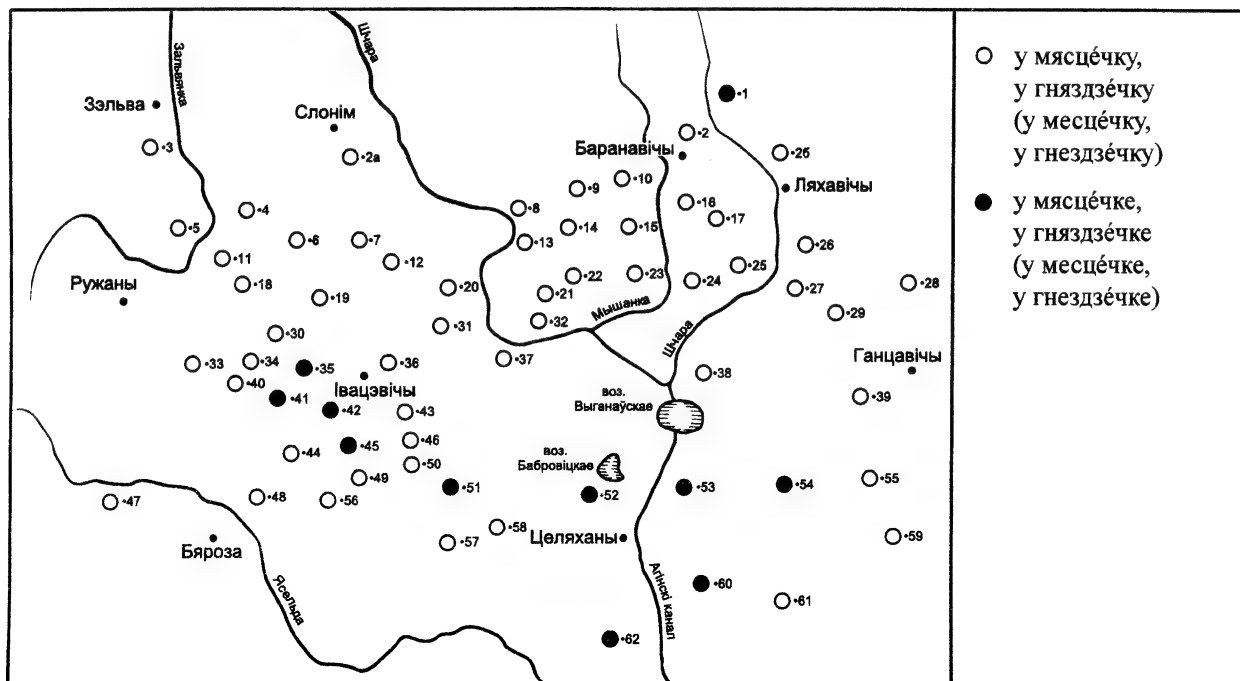 Зальвянка
Шчара
Зэльва
Слонім
Баранавічы
Ляхавічы
Ружаны
Мышанка
Шчара
Ганцавічы
Івацэвічы
воз.
Выганаўскае
воз.
Бабровіцкае
Бяроза
Целяханы
Ясельда
Агінскі канал
•1
•2
•2а
•2б
•3
•4
•5
•6
•7
•8
•9
•10
•11
•12
•13
•14
•15
•16
•17
•18
•19
•20
•21
•22
•23
•24
•25
•26
•27
•28
•29
•30
•31
•32
•33
•34
•35
•36
•37
•38
•39
•40
•41
•42
•43
•44
•45
•46
•47
•48
•49
•50
•51
•52
•53
•54
•55
•56
•57
•58
•59
•60
•61
•62
у мясцéчку,
у гняздзéчку
(у месцéчку,
у гнездзéчку)
у мясцéчке,
у гняздзéчке
(у месцéчке,
у гнездзéчке)